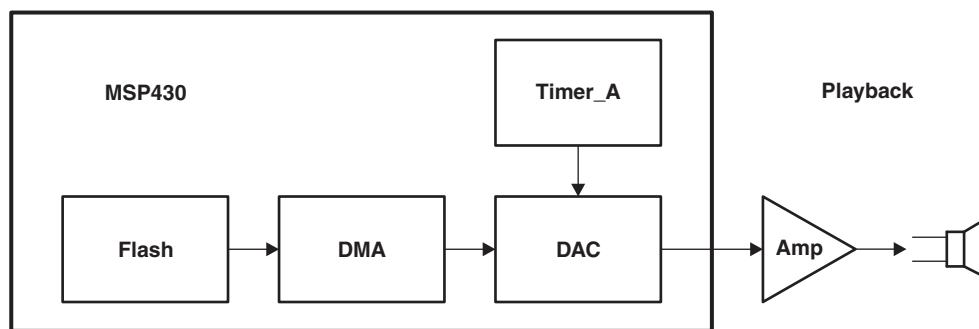 MSP430
Timer_A
Playback
Flash
DMA
DAC
Amp